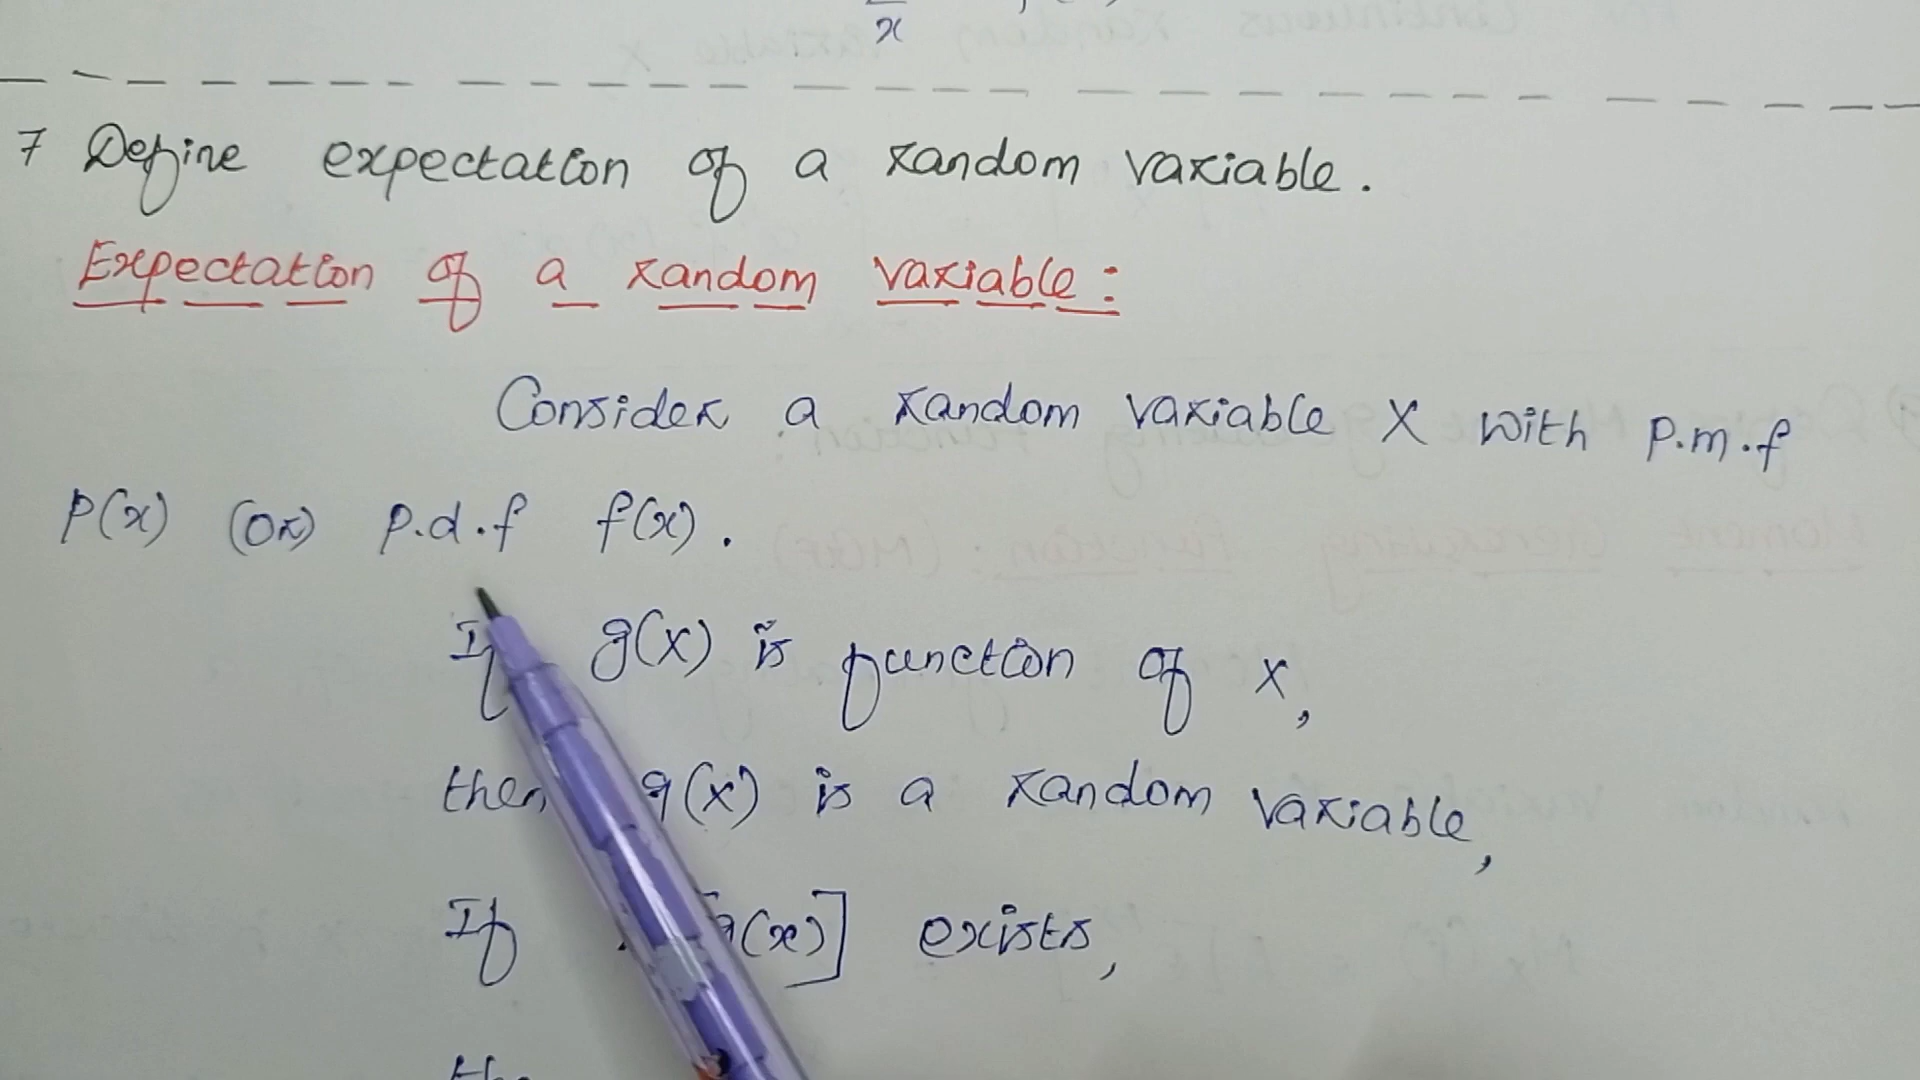 x
7 Define expectation of a random variable.
Expectation of a random variable:
Consider a random variable X with p.m.f
p(x) (or) p.d.f f(x).
If g(X) is function of X,
then g(X) is a random variable,
If g(x)] exists,